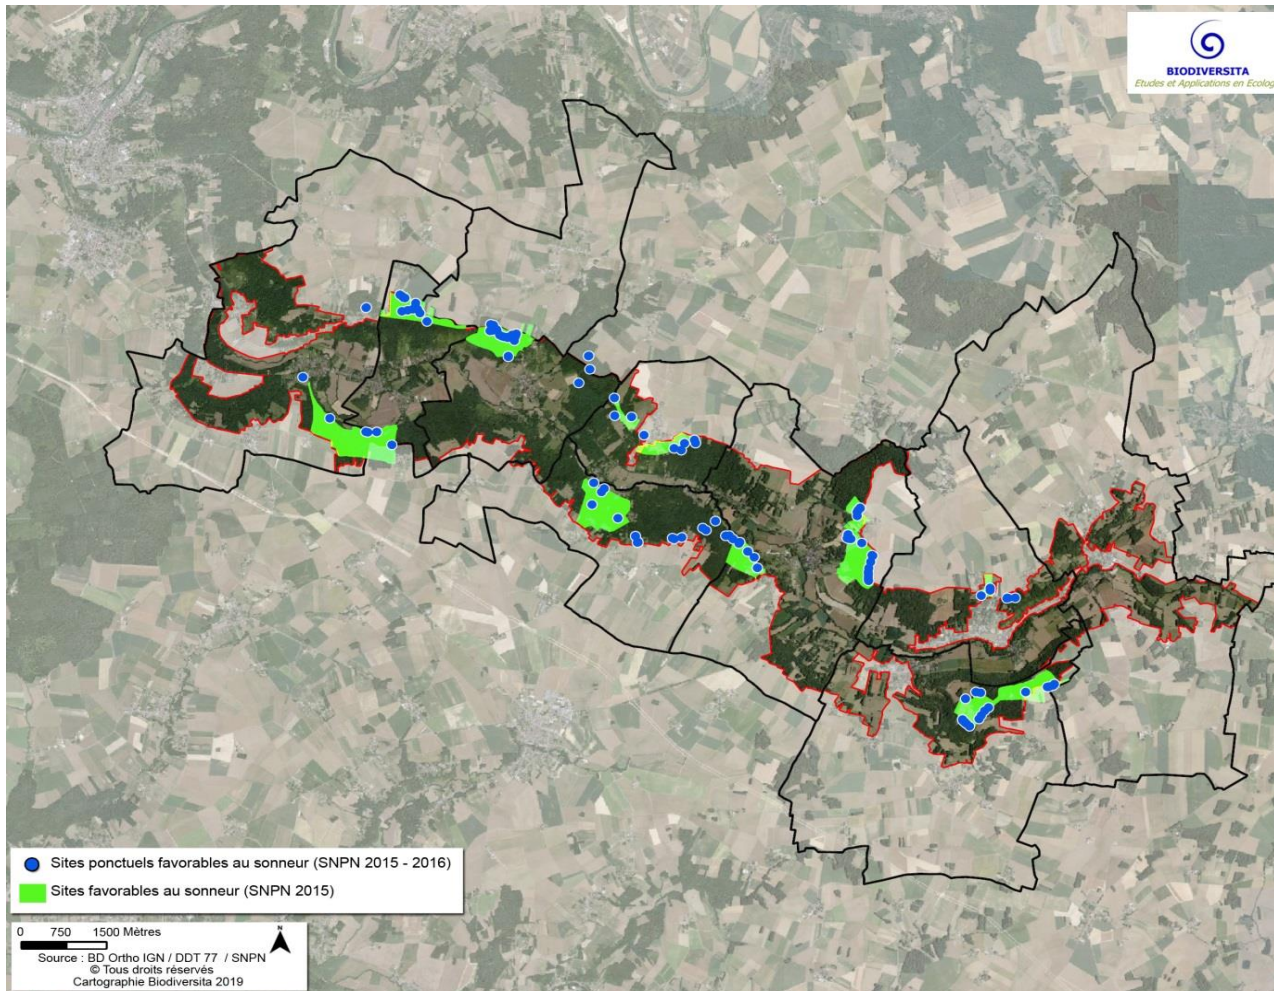 BIODIVERSITA
Etudes et Applications en Ecolog
Sites ponctuels favorables au sonneur (SNPN 2015 - 2016)
Sites favorables au sonneur (SNPN 2015)
0 750 1500 Mètres
N
Source : BD Ortho IGN / DDT 77 / SNPN
© Tous droits réservés
Cartographie Biodiversita 2019